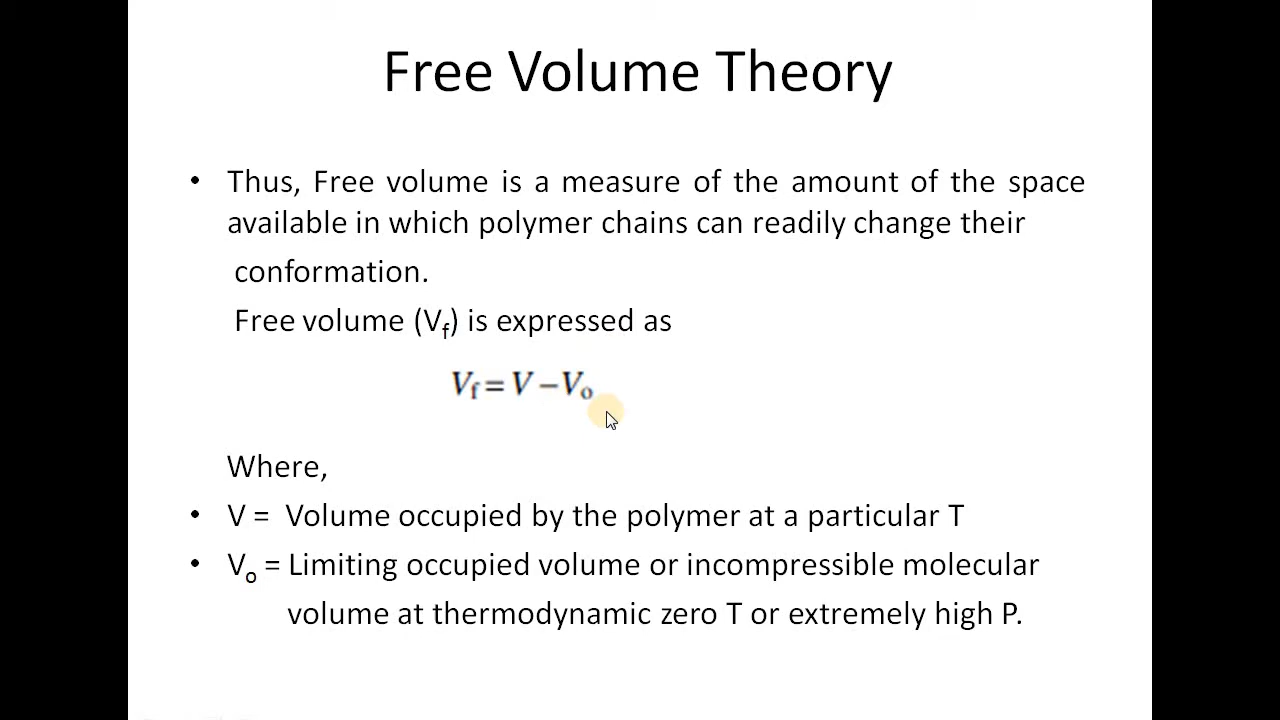 Free Volume Theory
• Thus, Free volume is a measure of the amount of the space
available in which polymer chains can readily change their
conformation.
Free volume (Vf) is expressed as
Vf = V – Vo
Where,
• V = Volume occupied by the polymer at a particular T
• Vo = Limiting occupied volume or incompressible molecular
volume at thermodynamic zero T or extremely high P.